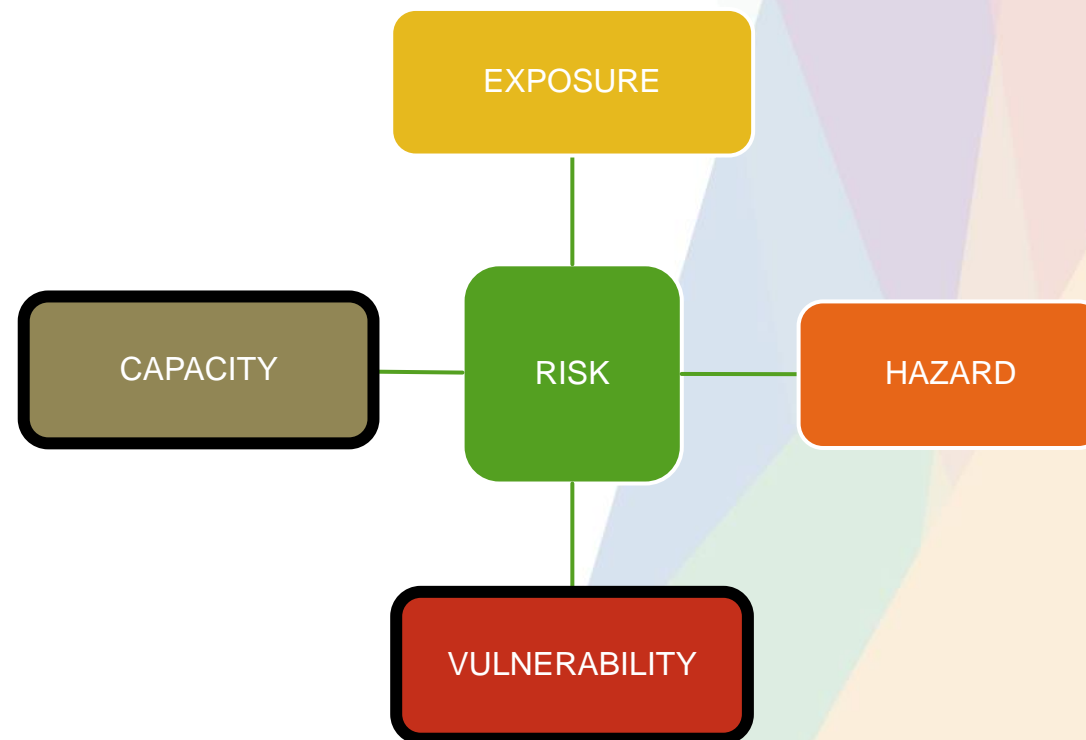 EXPOSURE
CAPACITY
RISK
HAZARD
VULNERABILITY